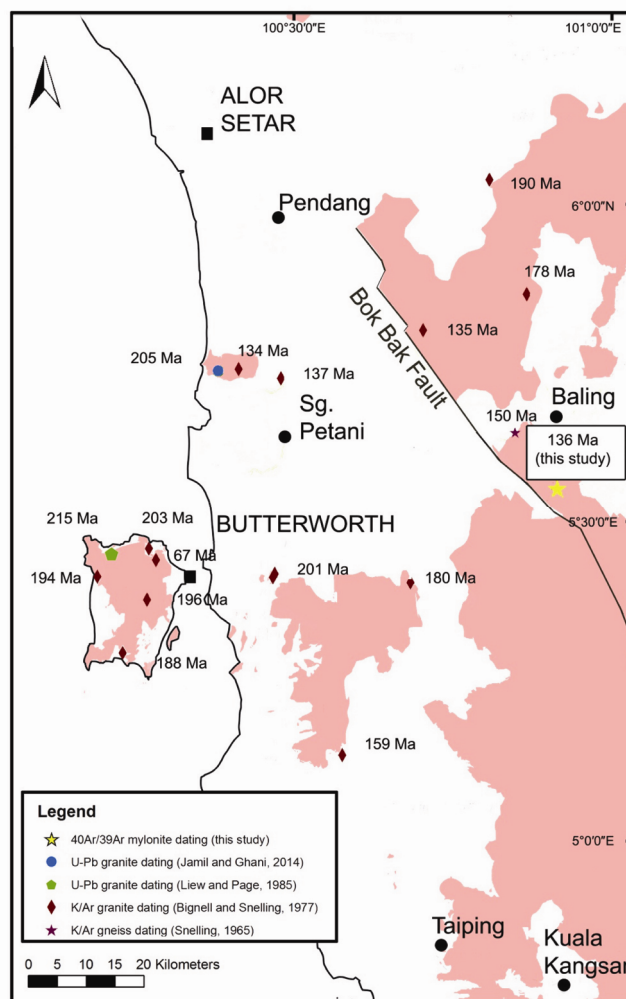 100°30'0"E
101°0'0"E
ALOR
SETAR
190 Ma
Pendang
6°0'0"N
178 Ma
Bok Bak Fault
135 Ma
205 Ma
134 Ma
137 Ma
Baling
Sg.
Petani
150 Ma
136 Ma
(this study)
5°30'0"E
215 Ma
203 Ma
BUTTERWORTH
67 Ma
194 Ma
201 Ma
180 Ma
196 Ma
188 Ma
159 Ma
Legend
40Ar/39Ar mylonite dating (this study)
U-Pb granite dating (Jamil and Ghani, 2014)
U-Pb granite dating (Liew and Page, 1985)
K/Ar granite dating (Bignell and Snelling, 1977)
K/Ar gneiss dating (Snelling, 1965)
5°0'0"E
Taiping
Kuala
Kangsar
0 5 10 15 20 Kilometers